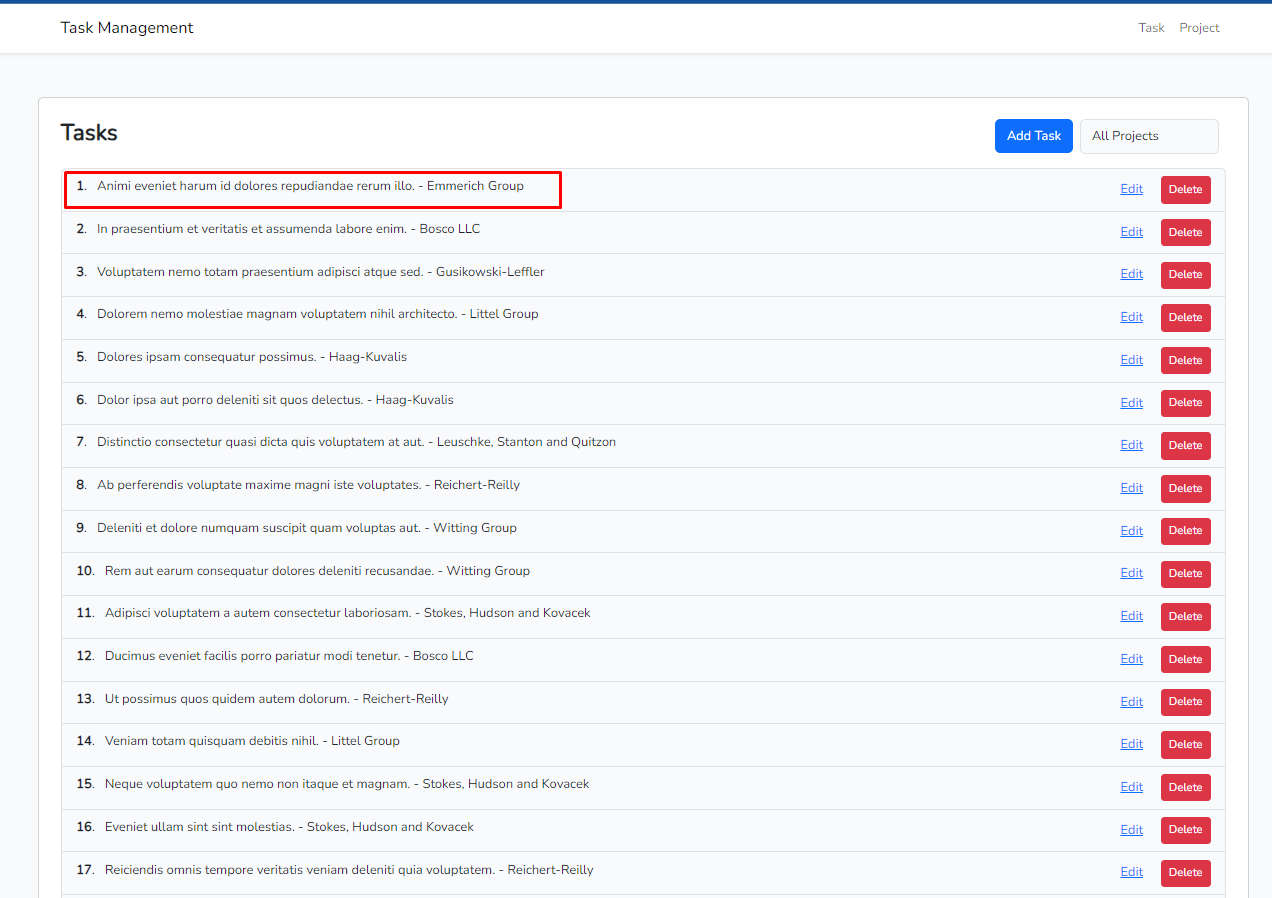 Task Management
Task Project
Tasks
Add Task
All Projects
1. Animi eveniet harum id dolores repudiandae rerum illo. - Emmerich Group Edit Delete
2. In praesentium et veritatis et assumenda labore enim. - Bosco LLC Edit Delete
3. Voluptatem nemo totam praesentium adipisci atque sed. - Gusikowski-Leffler Edit Delete
4. Dolorem nemo molestiae magnam voluptatem nihil architecto. - Littel Group Edit Delete
5. Dolores ipsam consequatur possimus. - Haag-Kuvalis Edit Delete
6. Dolor ipsa aut porro deleniti sit quos delectus. - Haag-Kuvalis Edit Delete
7. Distinctio consectetur quasi dicta quis voluptatem at aut. - Leuschke, Stanton and Quitzon Edit Delete
8. Ab perferendis voluptate maxime magni iste voluptates. - Reichert-Reilly Edit Delete
9. Deleniti et dolore numquam suscipit quam voluptas aut. - Witting Group Edit Delete
10. Rem aut earum consequatur dolores deleniti recusandae. - Witting Group Edit Delete
11. Adipisci voluptatem a autem consectetur laboriosam. - Stokes, Hudson and Kovacek Edit Delete
12. Ducimus eveniet facilis porro pariatur modi tenetur. - Bosco LLC Edit Delete
13. Ut possimus quos quidem autem dolorum. - Reichert-Reilly Edit Delete
14. Veniam totam quisquam debitis nihil. - Littel Group Edit Delete
15. Neque voluptatem quo nemo non itaque et magnam. - Stokes, Hudson and Kovacek Edit Delete
16. Eveniet ullam sint sint molestias. - Stokes, Hudson and Kovacek Edit Delete
17. Reiciendis omnis tempore veritatis veniam deleniti quia voluptatem. - Reichert-Reilly Edit Delete